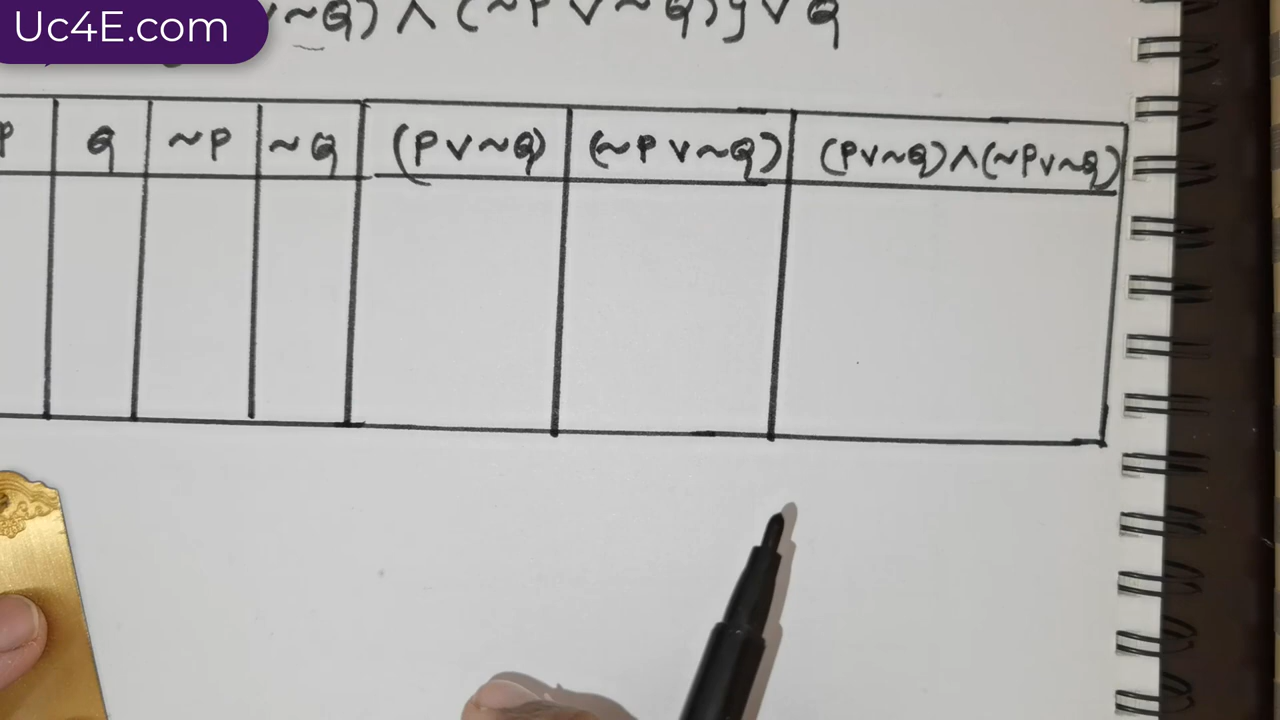 Uc4E.com
∨~Q) ∧ (~P ∨ ~Q)} ∨ Q
P Q ~P ~Q (P∨~Q) (~P∨~Q) (P∨~Q)∧(~P∨~Q)